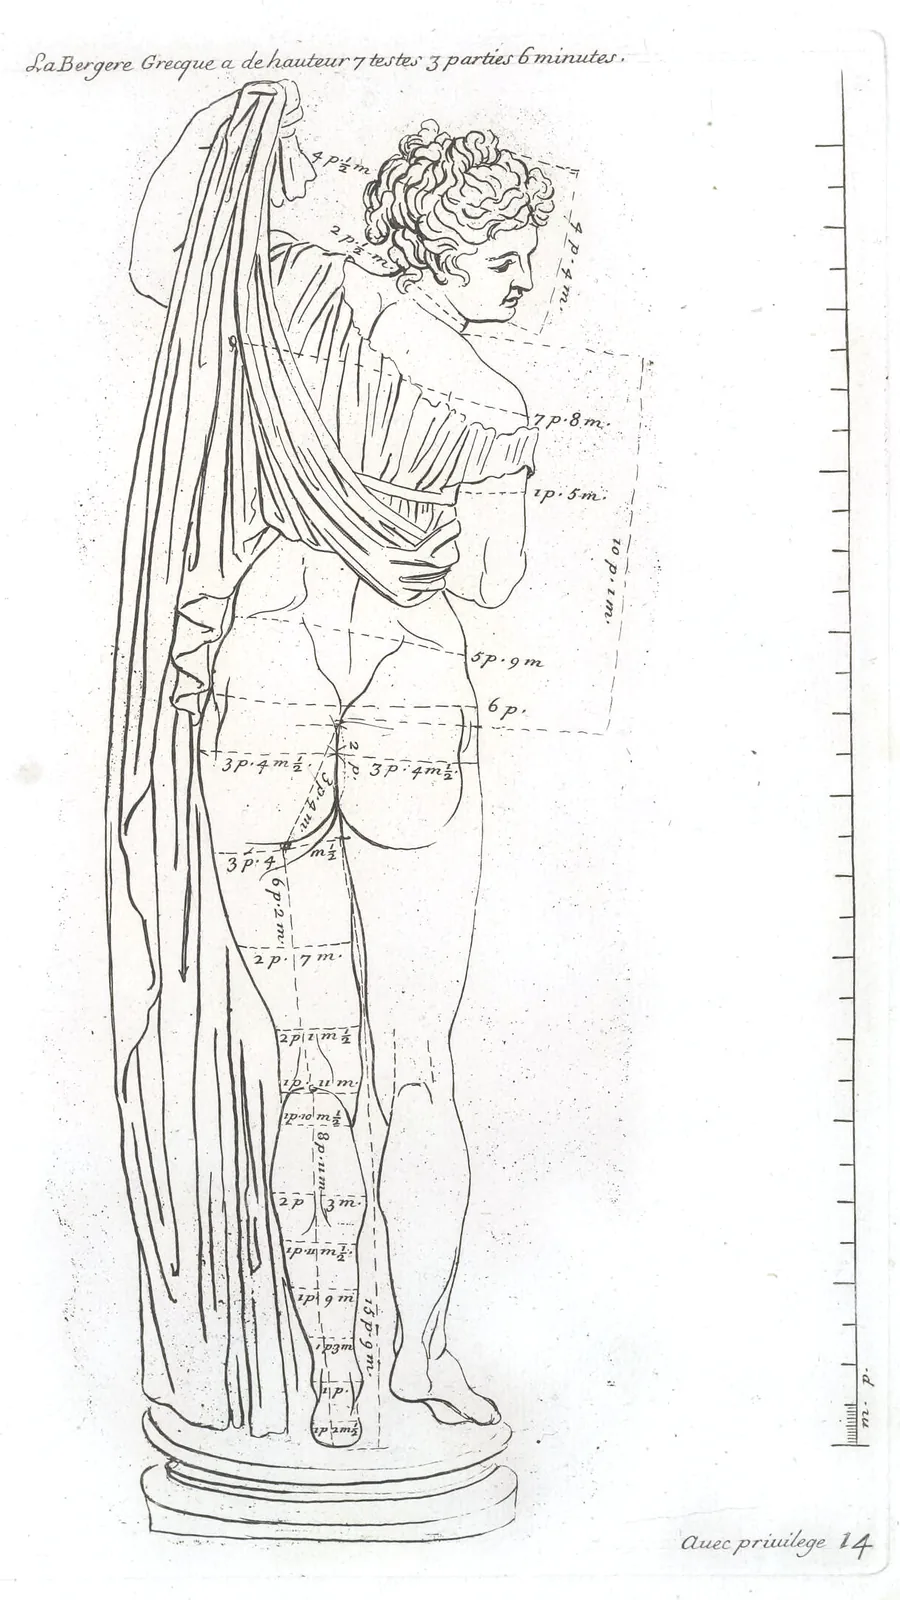 La Bergere Grecque a de hauteur 7 testes 3 parties 6 minutes.
4 p ½ m
2 p. ½ m
4 p. 4 m.
7 p. 8 m.
1 p. 5 m.
10 p. 1 m.
5 p. 9 m
6 p.
2 p.
3 p. 4 m ½.
3 p. 4 m ½.
3 p. 4 m.
3 p. 4 m ½
6 p. 2 m.
2 p. 7 m.
2 p 1 m ½
1 p. 11 m.
1 p. 10 m ½
8 p. 11 m.
2 p 3 m.
1 p. 11 m ½.
1 p 9 m
15 p. 9 m.
1 p 3 m
1 p.
p. m
Avec priuilege 14